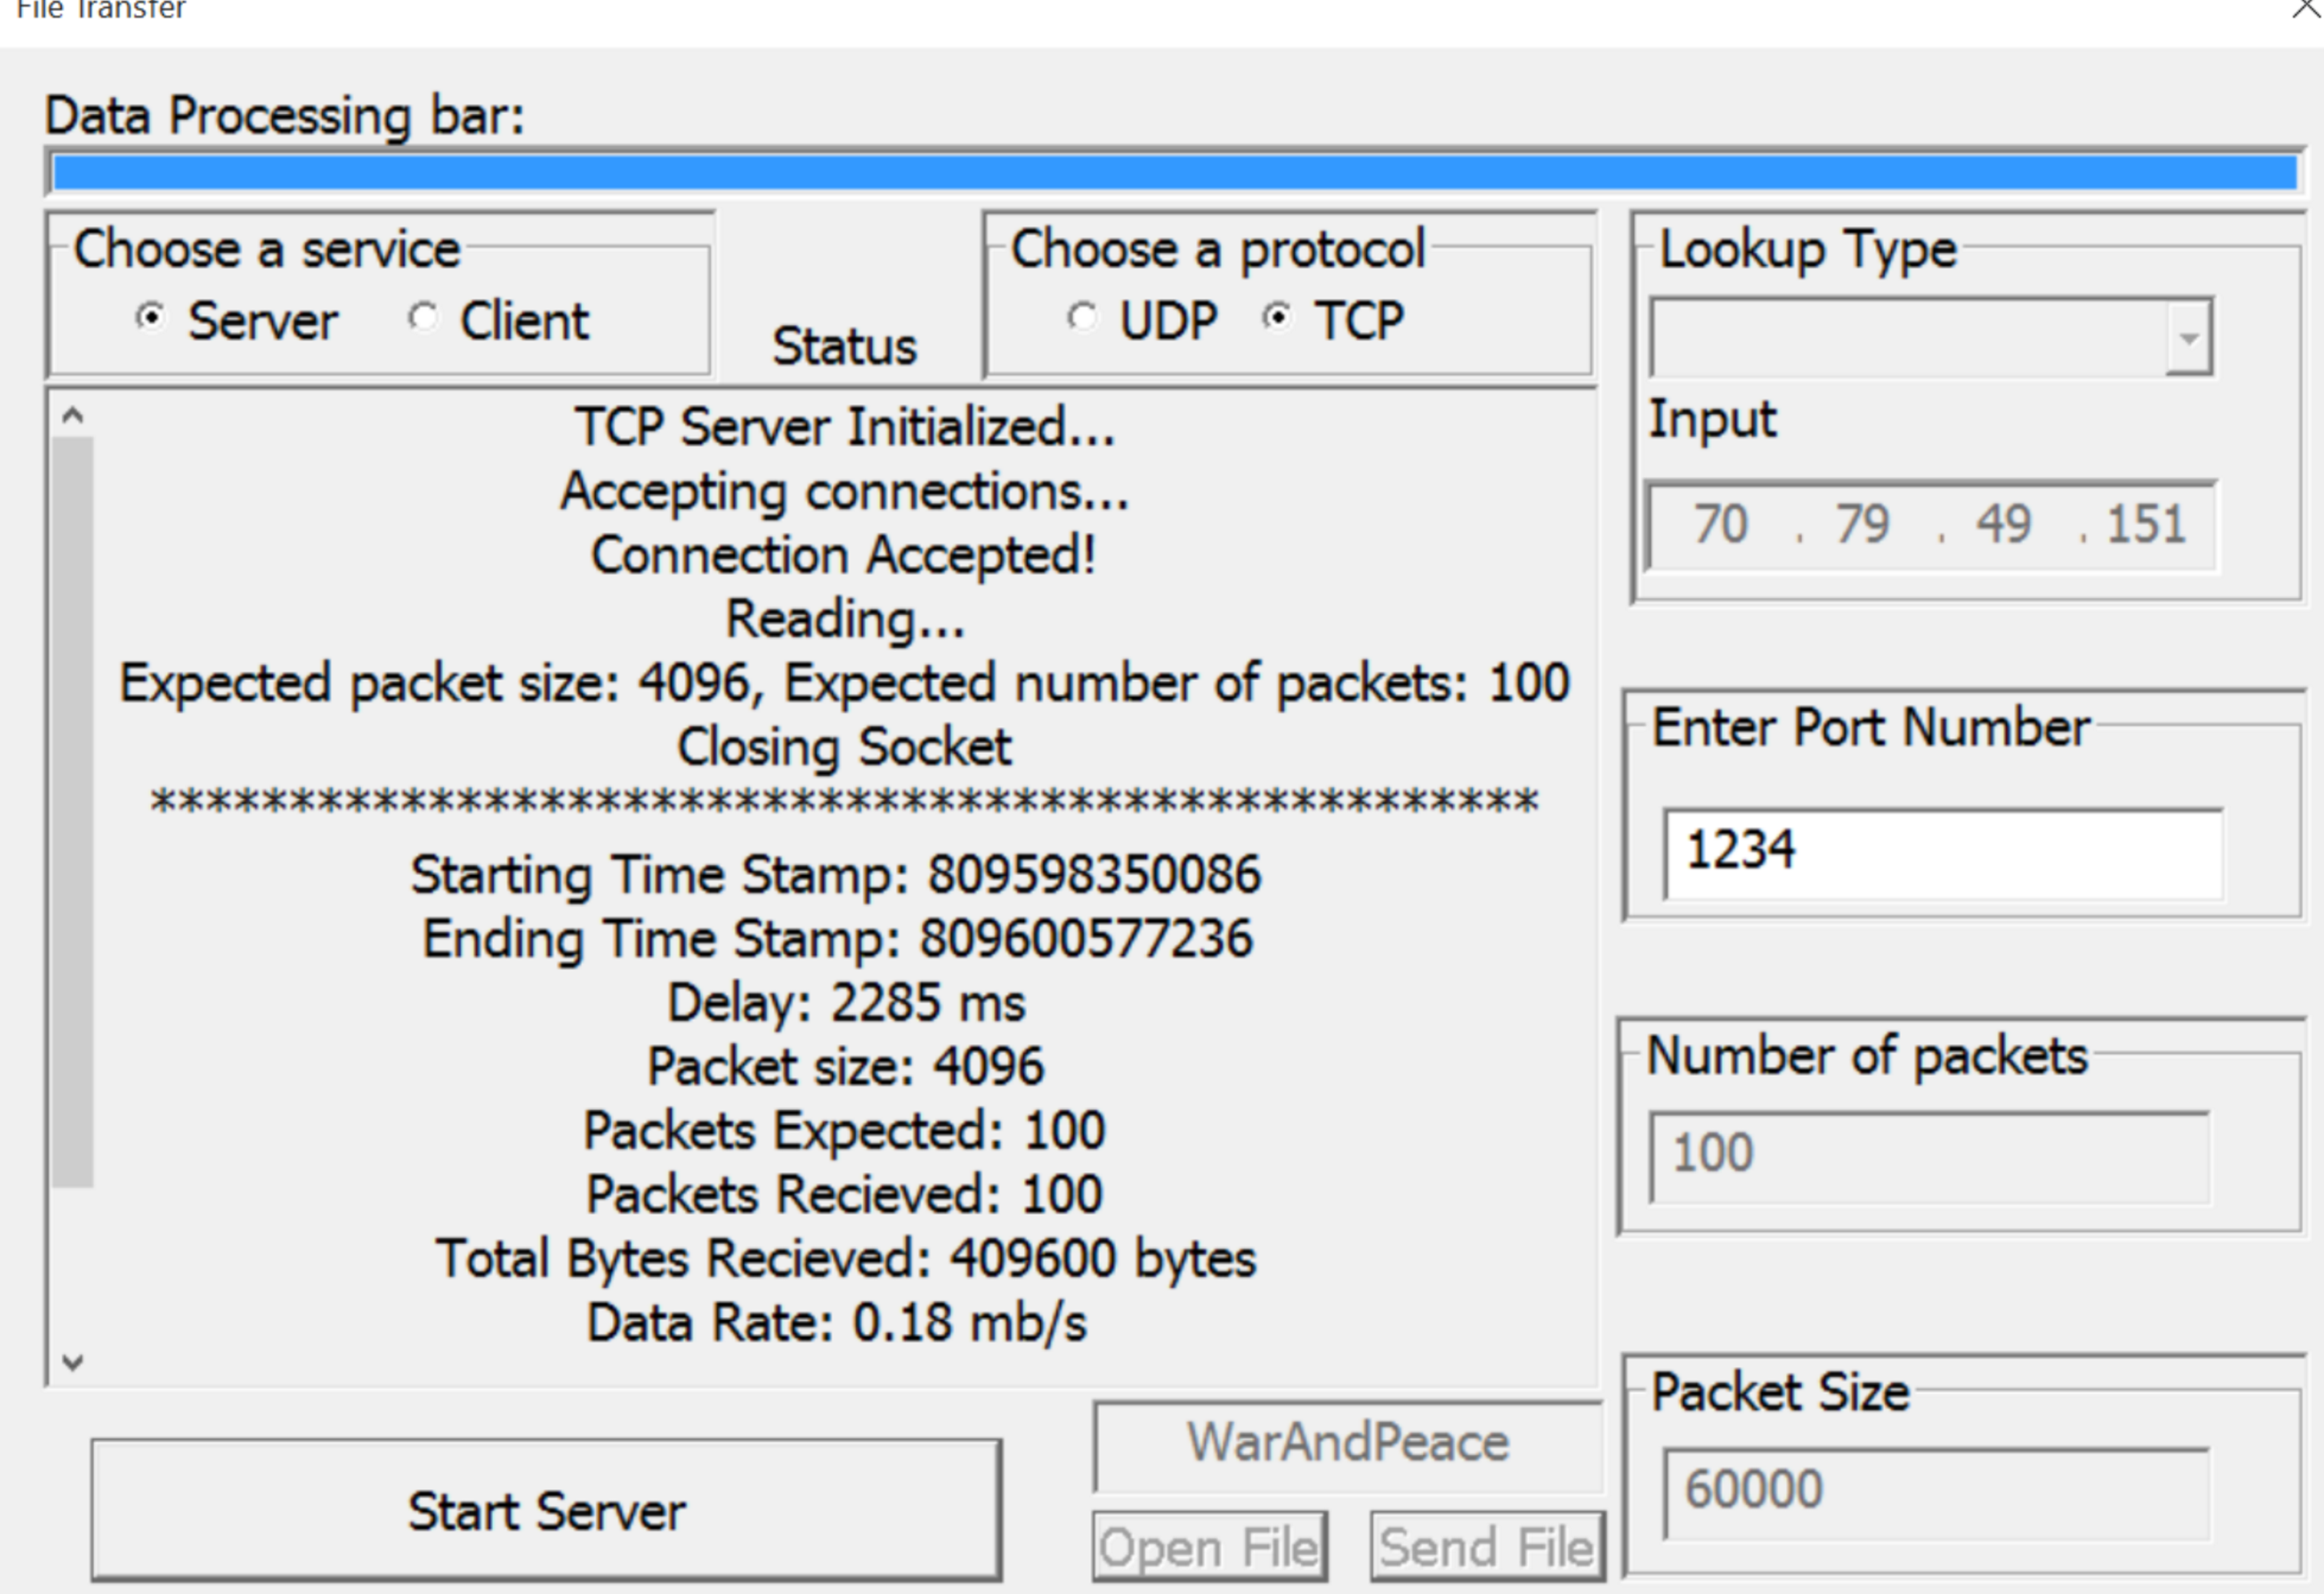 File Transfer
Data Processing bar:
Choose a service
Server Client
Status
Choose a protocol
UDP TCP
Lookup Type
Input
70 . 79 . 49 . 151
TCP Server Initialized...
Accepting connections...
Connection Accepted!
Reading...
Expected packet size: 4096, Expected number of packets: 100
Closing Socket
**************************************************
Starting Time Stamp: 809598350086
Ending Time Stamp: 809600577236
Delay: 2285 ms
Packet size: 4096
Packets Expected: 100
Packets Recieved: 100
Total Bytes Recieved: 409600 bytes
Data Rate: 0.18 mb/s
Enter Port Number
1234
Number of packets
100
Packet Size
60000
Start Server
WarAndPeace
Open File
Send File